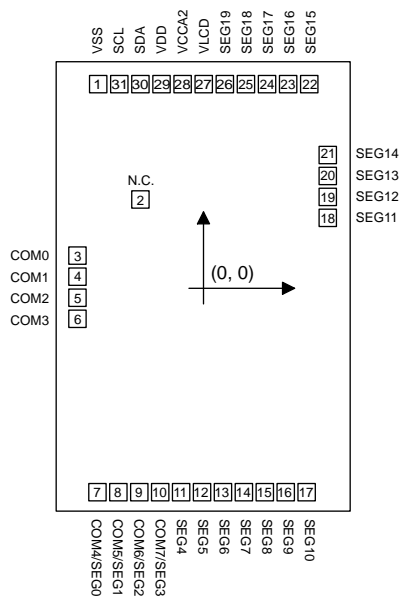 VSS SCL SDA VDD VCCA2 VLCD SEG19 SEG18 SEG17 SEG16 SEG15
1 31 30 29 28 27 26 25 24 23 22
21 SEG14
20 SEG13
N.C.
19 SEG12
2
18 SEG11
COM0 3
(0, 0)
COM1 4
COM2 5
COM3 6
7 8 9 10 11 12 13 14 15 16 17
COM4/SEG0 COM5/SEG1 COM6/SEG2 COM7/SEG3 SEG4 SEG5 SEG6 SEG7 SEG8 SEG9 SEG10